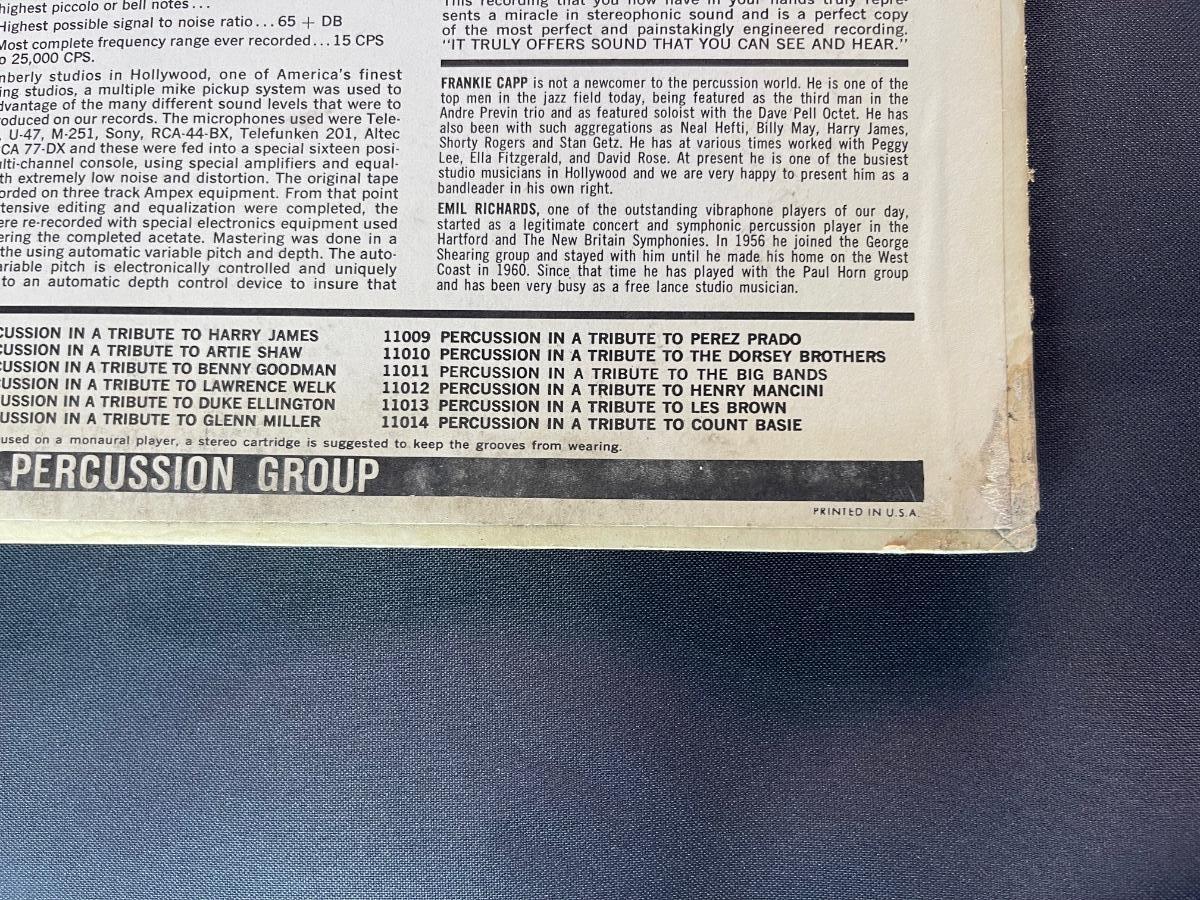 highest piccolo or bell notes...
Highest possible signal to noise ratio...65 + DB
Most complete frequency range ever recorded...15 CPS
to 25,000 CPS.
mberly studios in Hollywood, one of America's finest
ing studios, a multiple mike pickup system was used to
dvantage of the many different sound levels that were to
roduced on our records. The microphones used were Tele-
, U-47, M-251, Sony, RCA-44-BX, Telefunken 201, Altec
CA 77-DX and these were fed into a special sixteen posi-
lti-channel console, using special amplifiers and equal-
th extremely low noise and distortion. The original tape
orded on three track Ampex equipment. From that point
tensive editing and equalization were completed, the
ere re-recorded with special electronics equipment used
ering the completed acetate. Mastering was done in a
the using automatic variable pitch and depth. The auto-
ariable pitch is electronically controlled and uniquely
to an automatic depth control device to insure that
This recording that you now have in your hands truly repre-
sents a miracle in stereophonic sound and is a perfect copy
of the most perfect and painstakingly engineered recording.
"IT TRULY OFFERS SOUND THAT YOU CAN SEE AND HEAR."
FRANKIE CAPP is not a newcomer to the percussion world. He is one of the
top men in the jazz field today, being featured as the third man in the
Andre Previn trio and as featured soloist with the Dave Pell Octet. He has
also been with such aggregations as Neal Hefti, Billy May, Harry James,
Shorty Rogers and Stan Getz. He has at various times worked with Peggy
Lee, Ella Fitzgerald, and David Rose. At present he is one of the busiest
studio musicians in Hollywood and we are very happy to present him as a
bandleader in his own right.
EMIL RICHARDS, one of the outstanding vibraphone players of our day,
started as a legitimate concert and symphonic percussion player in the
Hartford and The New Britain Symphonies. In 1956 he joined the George
Shearing group and stayed with him until he made his home on the West
Coast in 1960. Since that time he has played with the Paul Horn group
and has been very busy as a free lance studio musician.
CUSSION IN A TRIBUTE TO HARRY JAMES
CUSSION IN A TRIBUTE TO ARTIE SHAW
CUSSION IN A TRIBUTE TO BENNY GOODMAN
CUSSION IN A TRIBUTE TO LAWRENCE WELK
USSION IN A TRIBUTE TO DUKE ELLINGTON
USSION IN A TRIBUTE TO GLENN MILLER
11009 PERCUSSION IN A TRIBUTE TO PEREZ PRADO
11010 PERCUSSION IN A TRIBUTE TO THE DORSEY BROTHERS
11011 PERCUSSION IN A TRIBUTE TO THE BIG BANDS
11012 PERCUSSION IN A TRIBUTE TO HENRY MANCINI
11013 PERCUSSION IN A TRIBUTE TO LES BROWN
11014 PERCUSSION IN A TRIBUTE TO COUNT BASIE
used on a monaural player, a stereo cartridge is suggested to keep the grooves from wearing.
PERCUSSION GROUP
PRINTED IN U.S.A.